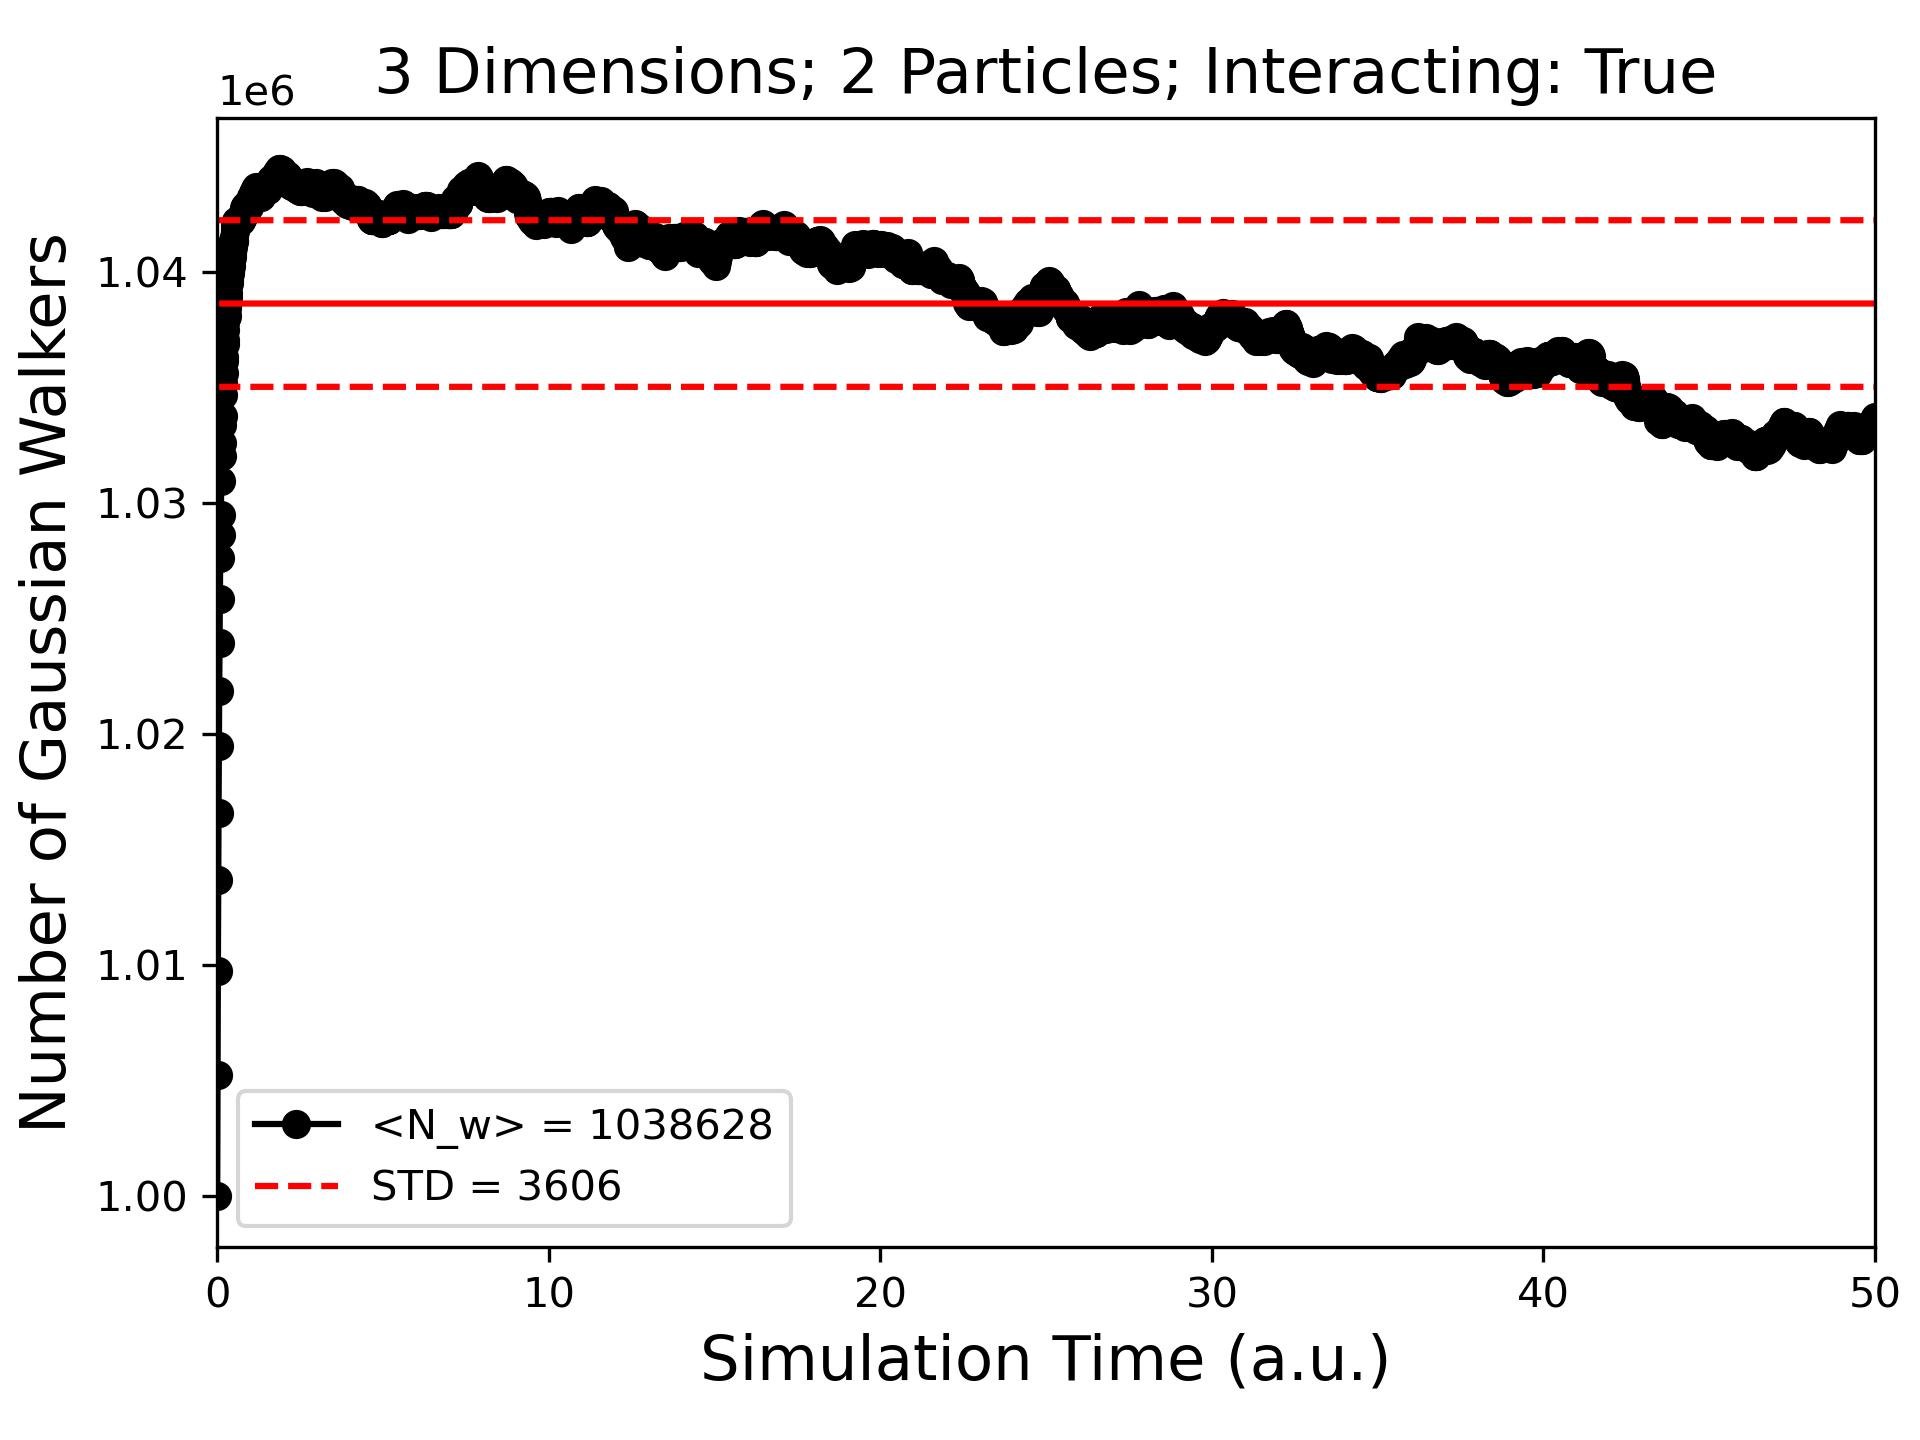 3 Dimensions; 2 Particles; Interacting: True
1e6
Number of Gaussian Walkers
1.04
1.03
1.02
1.01
1.00
<N_w> = 1038628
STD = 3606
0 10 20 30 40 50
Simulation Time (a.u.)